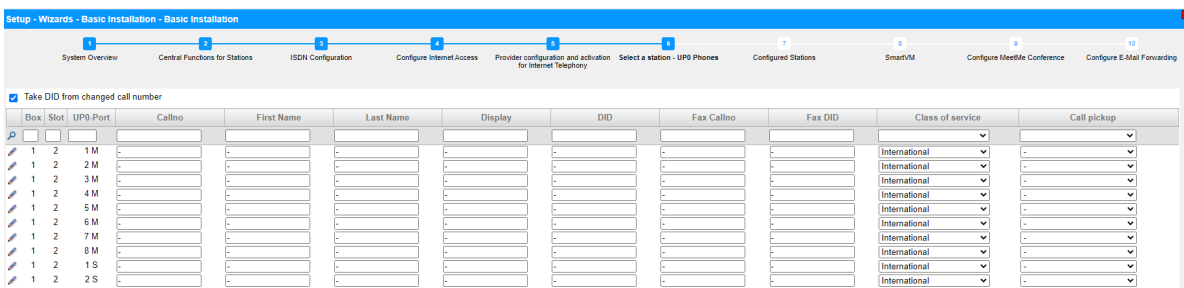 Setup - Wizards - Basic Installation - Basic Installation
1 2 3 4 5 6 7 8 9 10
System Overview Central Functions for Stations ISDN Configuration Configure Internet Access Provider configuration and activation for Internet Telephony Select a station - UP0 Phones Configured Stations SmartVM Configure MeetMe Conference Configure E-Mail Forwarding
Take DID from changed call number
Box Slot UP0-Port Callno First Name Last Name Display DID Fax Callno Fax DID Class of service Call pickup
1 2 1 M - - - - - - - International -
1 2 2 M - - - - - - - International -
1 2 3 M - - - - - - - International -
1 2 4 M - - - - - - - International -
1 2 5 M - - - - - - - International -
1 2 6 M - - - - - - - International -
1 2 7 M - - - - - - - International -
1 2 8 M - - - - - - - International -
1 2 1 S - - - - - - - International -
1 2 2 S - - - - - - - International -